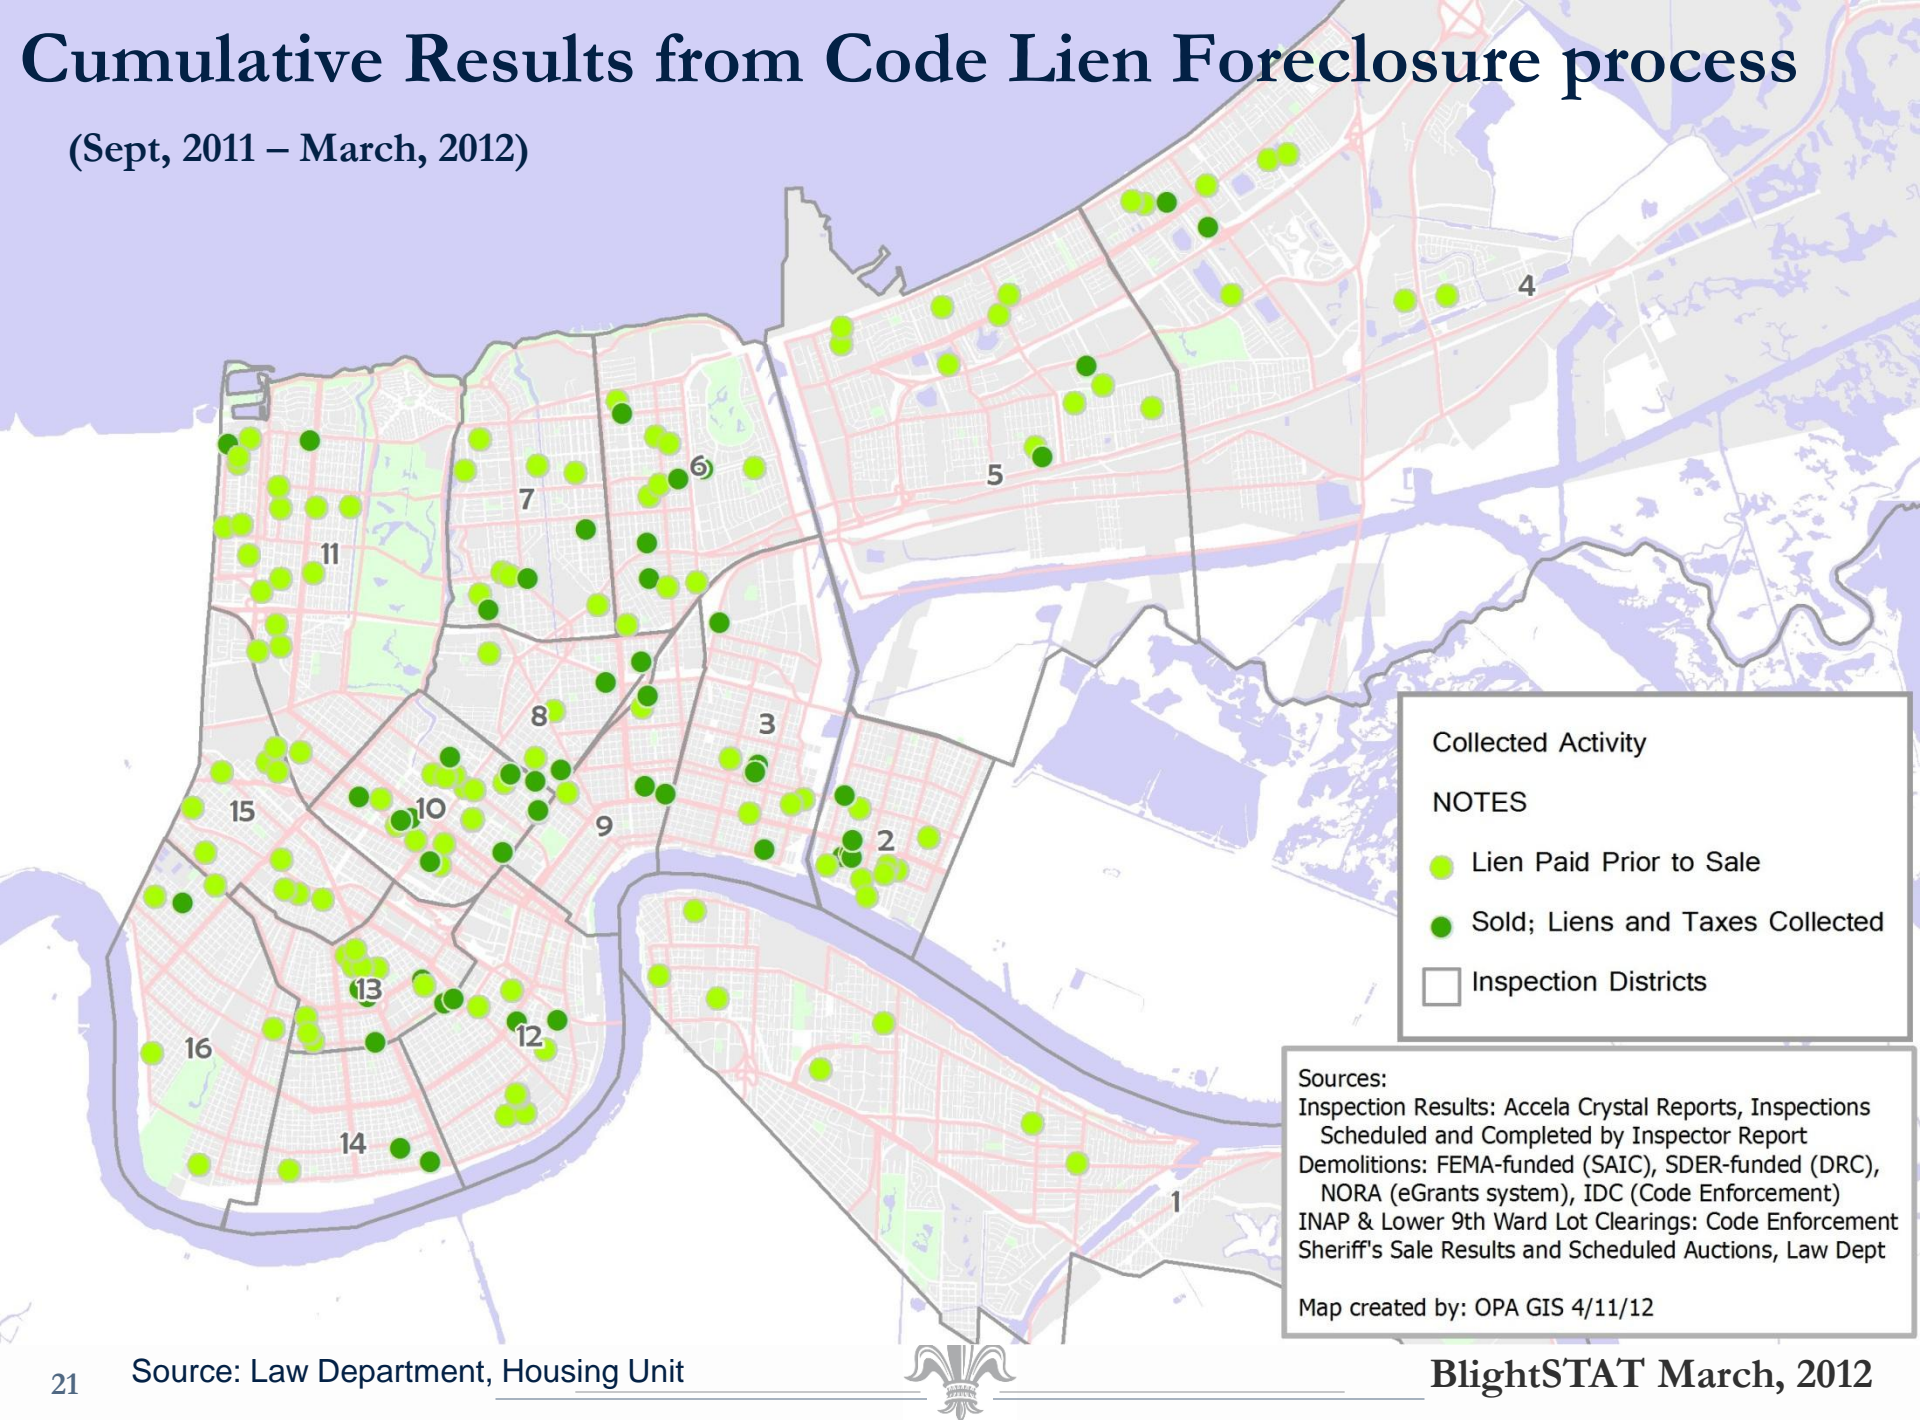 Cumulative Results from Code Lien Foreclosure process
(Sept, 2011 – March, 2012)
4
6
5
7
11
3
8
2
10
15
9
13
12
16
14
1
Collected Activity
NOTES
Lien Paid Prior to Sale
Sold; Liens and Taxes Collected
Inspection Districts
Sources:
Inspection Results: Accela Crystal Reports, Inspections
Scheduled and Completed by Inspector Report
Demolitions: FEMA-funded (SAIC), SDER-funded (DRC),
NORA (eGrants system), IDC (Code Enforcement)
INAP & Lower 9th Ward Lot Clearings: Code Enforcement
Sheriff's Sale Results and Scheduled Auctions, Law Dept
Map created by: OPA GIS 4/11/12
21
Source: Law Department, Housing Unit
BlightSTAT March, 2012